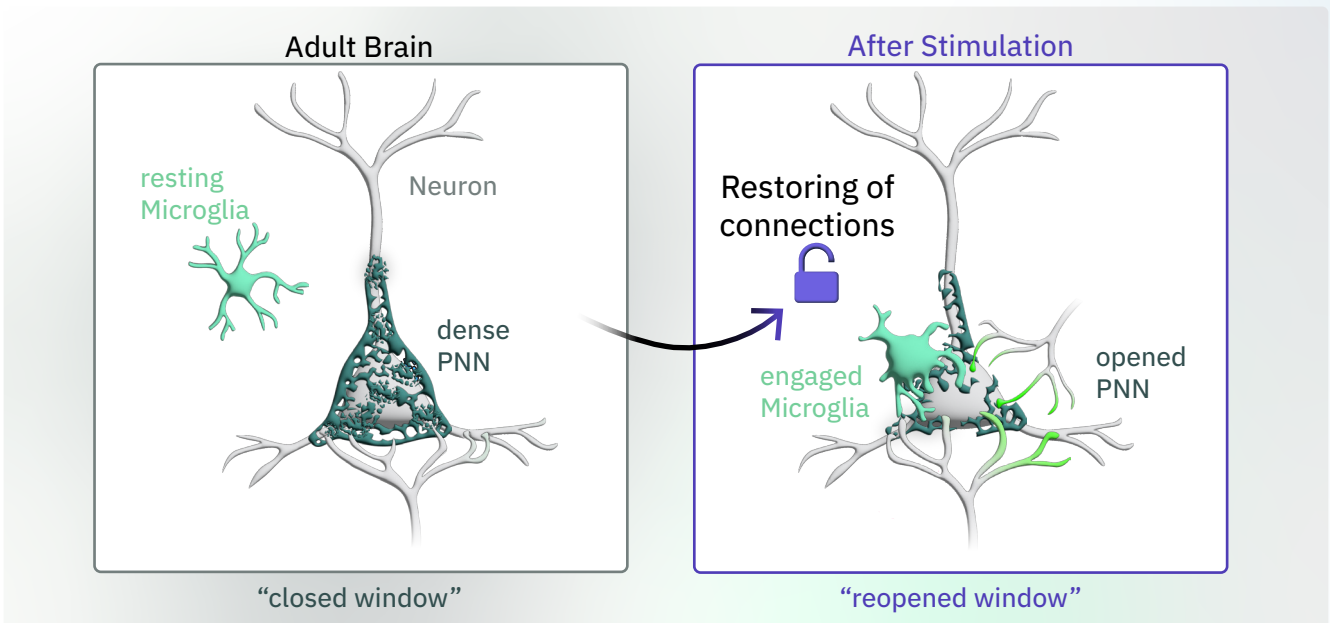 Adult Brain
resting
Microglia
Neuron
dense
PNN
“closed window”
After Stimulation
Restoring of
connections
engaged
Microglia
opened
PNN
“reopened window”